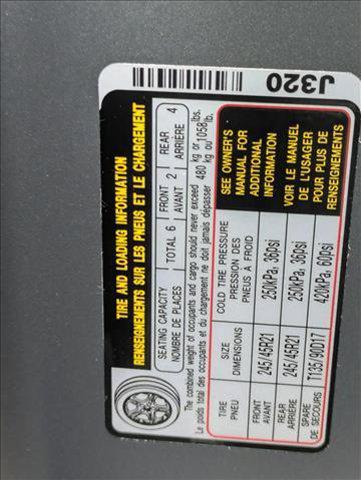 J320
TIRE AND LOADING INFORMATION
RENSEIGNEMENTS SUR LES PNEUS ET LE CHARGEMENT
SEATING CAPACITY TOTAL 6 FRONT 2 REAR 4
NOMBRE DE PLACES AVANT ARRIÈRE
The combined weight of occupants and cargo should never exceed 480 kg or 1058 lbs.
Le poids total des occupants et du chargement ne doit jamais dépasser 480 kg ou 1058 lb.
TIRE SIZE COLD TIRE PRESSURE
PNEU DIMENSIONS PRESSION DES
PNEUS À FROID
FRONT 245/45R21 250kPa, 36psi
AVANT
REAR 245/45R21 250kPa, 36psi
ARRIÈRE
SPARE T135/90D17 420kPa, 60psi
DE SECOURS
SEE OWNER'S
MANUAL FOR
ADDITIONAL
INFORMATION
VOIR LE MANUEL
DE L'USAGER
POUR PLUS DE
RENSEIGNEMENTS